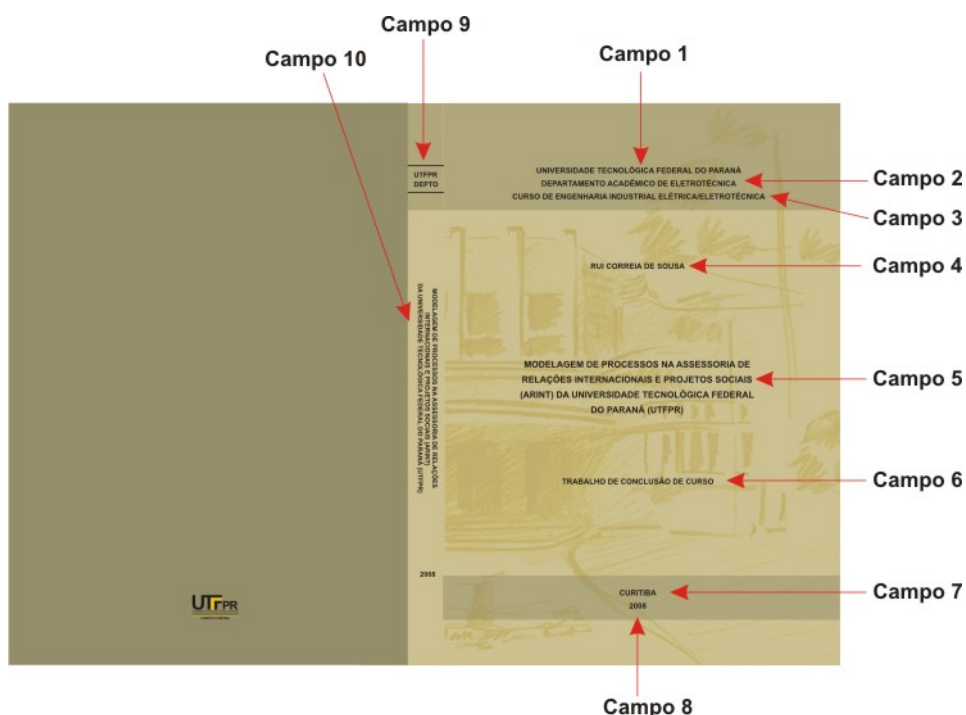 Campo 9
Campo 1
Campo 10
UTFPR
DEPTO
UNIVERSIDADE TECNOLÓGICA FEDERAL DO PARANÁ
DEPARTAMENTO ACADÊMICO DE ELETROTÉCNICA
CURSO DE ENGENHARIA INDUSTRIAL ELÉTRICA/ELETROTÉCNICA
Campo 2
Campo 3
RUI CORREIA DE SOUSA
Campo 4
MODELAGEM DE PROCESSOS NA ASSESSORIA DE RELAÇÕES
INTERNACIONAIS E PROJETOS SOCIAIS (ARINT)
DA UNIVERSIDADE TECNOLÓGICA FEDERAL DO PARANÁ (UTFPR)
MODELAGEM DE PROCESSOS NA ASSESSORIA DE
RELAÇÕES INTERNACIONAIS E PROJETOS SOCIAIS
(ARINT) DA UNIVERSIDADE TECNOLÓGICA FEDERAL
DO PARANÁ (UTFPR)
Campo 5
TRABALHO DE CONCLUSÃO DE CURSO
Campo 6
2008
CURITIBA
2008
Campo 7
UTFPR
Campo 8